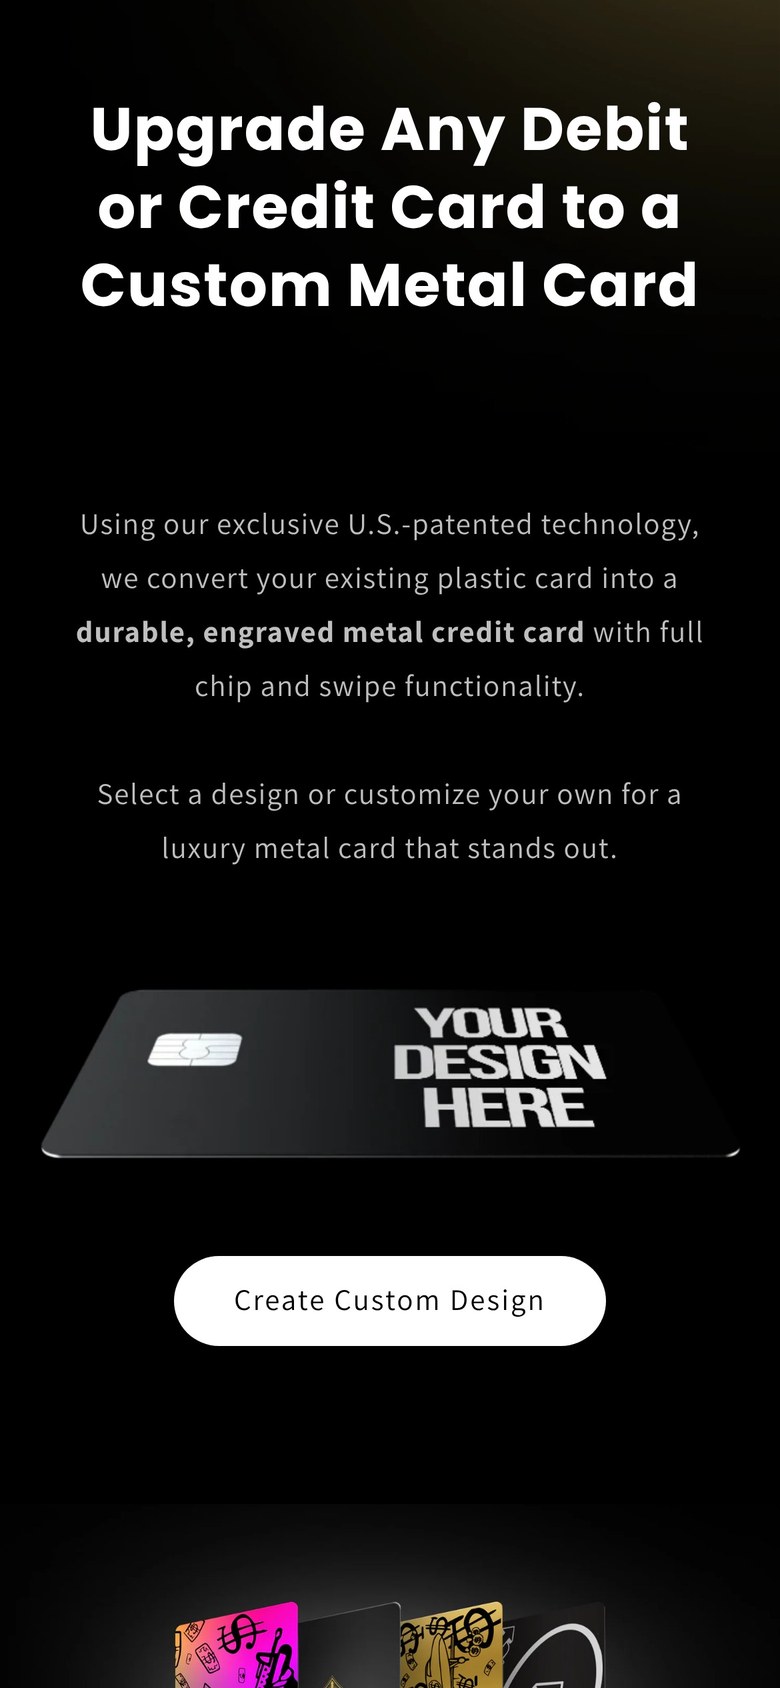 Upgrade Any Debit
or Credit Card to a
Custom Metal Card
Using our exclusive U.S.-patented technology,
we convert your existing plastic card into a
durable, engraved metal credit card with full
chip and swipe functionality.
Select a design or customize your own for a
luxury metal card that stands out.
YOUR
DESIGN
HERE
Create Custom Design